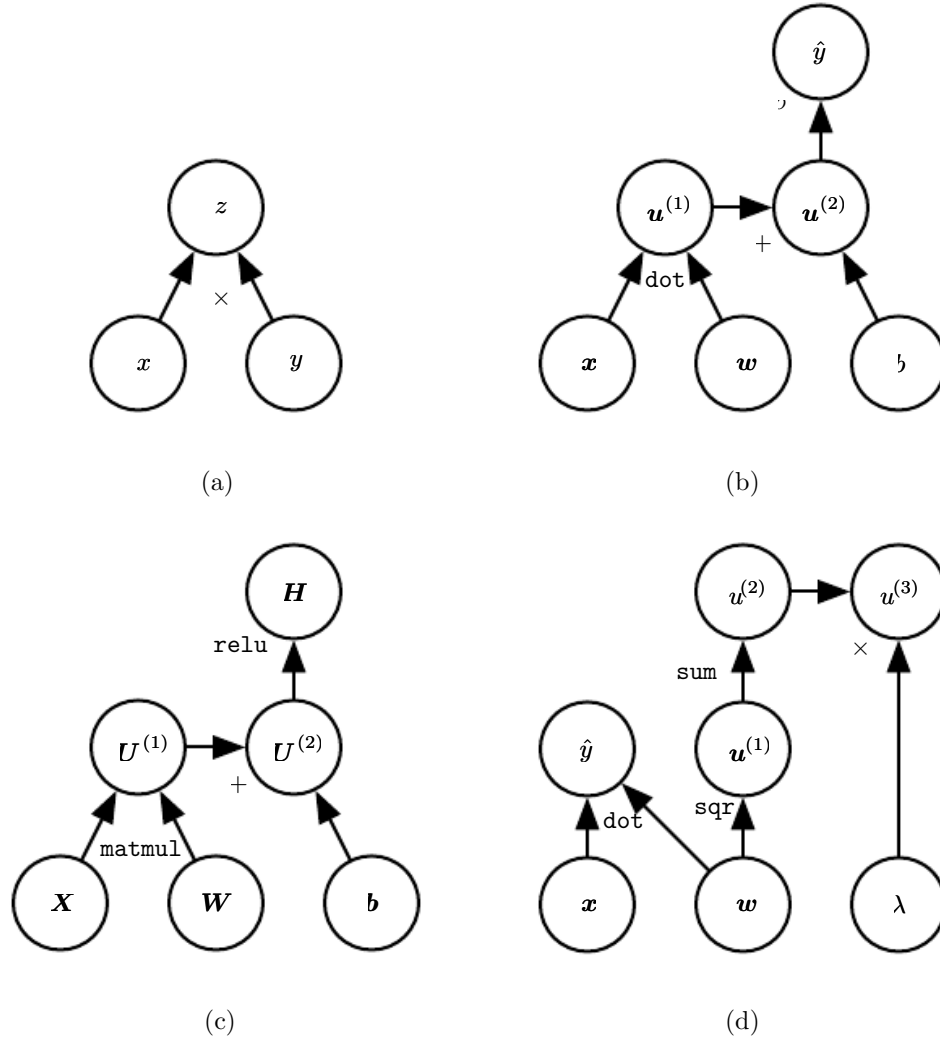 z
×
x
y
(a)
ŷ
u(1)
u(2)
+
dot
x
w
(b)
H
relu
U(1)
U(2)
+
matmul
X
W
b
(c)
u(2)
u(3)
×
sum
ŷ
u(1)
dot
sqr
x
w
λ
(d)